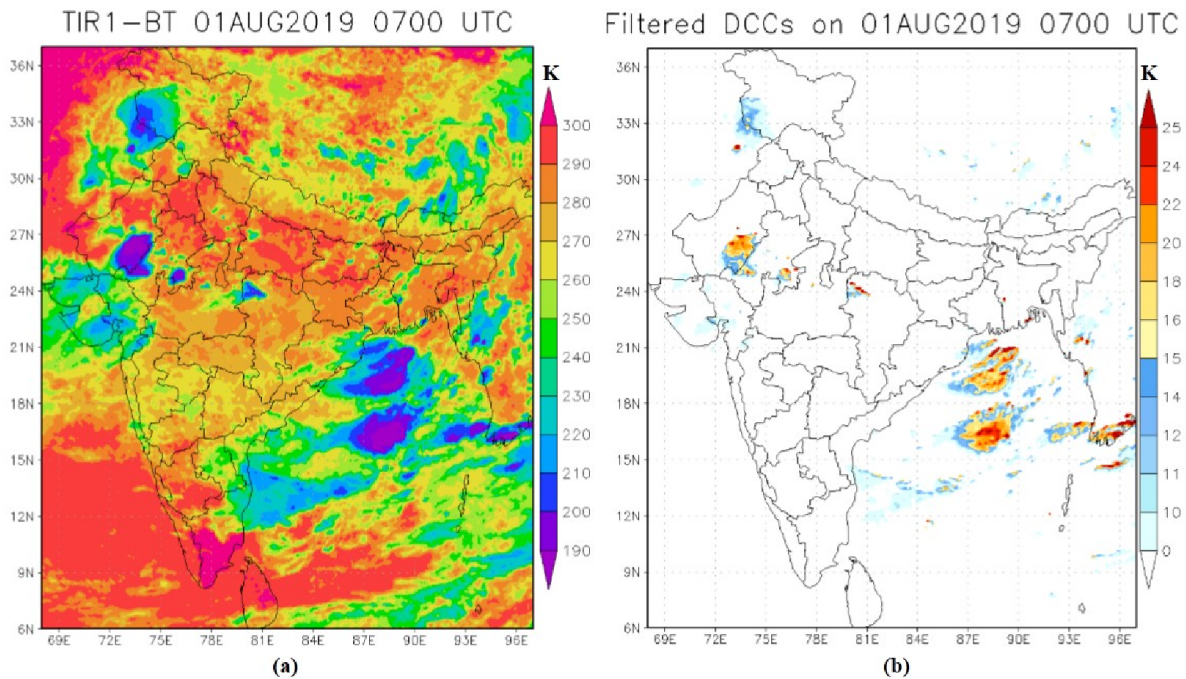 TIR1-BT 01AUG2019 0700 UTC
K
36N
33N
30N
27N
24N
21N
18N
15N
12N
9N
6N
69E 72E 75E 78E 81E 84E 87E 90E 93E 96E
300
290
280
270
260
250
240
230
220
210
200
190
(a)
Filtered DCCs on 01AUG2019 0700 UTC
K
36N
33N
30N
27N
24N
21N
18N
15N
12N
9N
6N
69E 72E 75E 78E 81E 84E 87E 90E 93E 96E
25
24
22
20
18
16
15
13
12
11
10
0
(b)